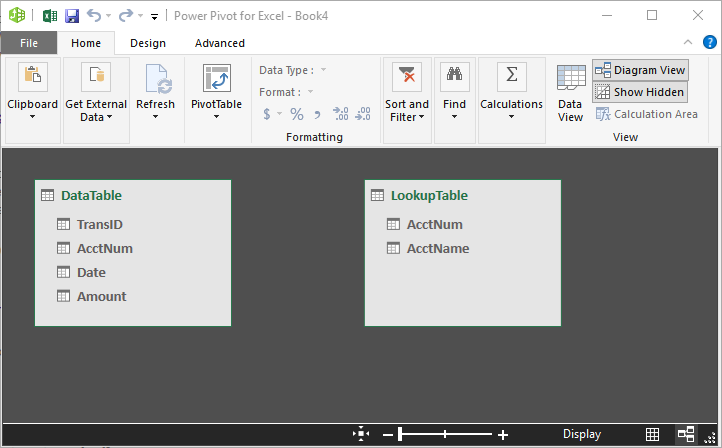 Power Pivot for Excel - Book4
File Home Design Advanced
Clipboard
Get External Data
Refresh
PivotTable
Data Type :
Format :
$ % ,
Formatting
Sort and Filter
Find
Calculations
Data View
Diagram View
Show Hidden
Calculation Area
View
DataTable
TransID
AcctNum
Date
Amount
LookupTable
AcctNum
AcctName
Display